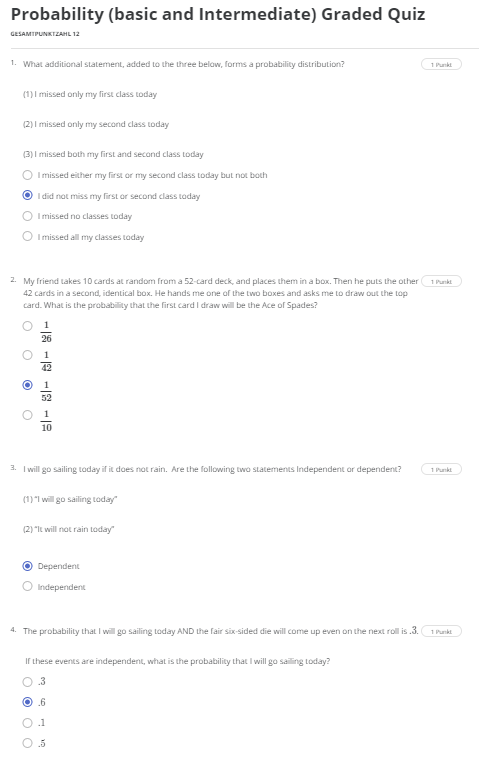 Probability (basic and Intermediate) Graded Quiz
GESAMTPUNKTZAHL 12
1. What additional statement, added to the three below, forms a probability distribution? 1 Punkt
(1) I missed only my first class today
(2) I missed only my second class today
(3) I missed both my first and second class today
I missed either my first or my second class today but not both
I did not miss my first or second class today
I missed no classes today
I missed all my classes today
2. My friend takes 10 cards at random from a 52-card deck, and places them in a box. Then he puts the other 1 Punkt
42 cards in a second, identical box. He hands me one of the two boxes and asks me to draw out the top
card. What is the probability that the first card I draw will be the Ace of Spades?
1
26
1
42
1
52
1
10
3. I will go sailing today if it does not rain. Are the following two statements Independent or dependent? 1 Punkt
(1) "I will go sailing today"
(2) "It will not rain today"
Dependent
Independent
4. The probability that I will go sailing today AND the fair six-sided die will come up even on the next roll is .3. 1 Punkt
If these events are independent, what is the probability that I will go sailing today?
.3
.6
.1
.5